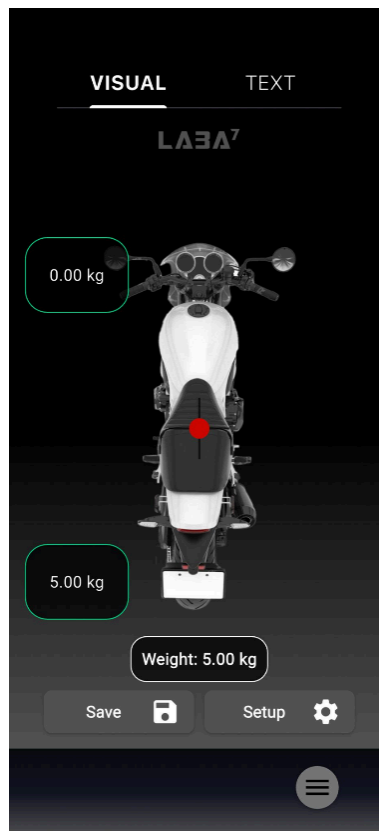 VISUAL TEXT
LABA7
0.00 kg
5.00 kg
Weight: 5.00 kg
Save Setup